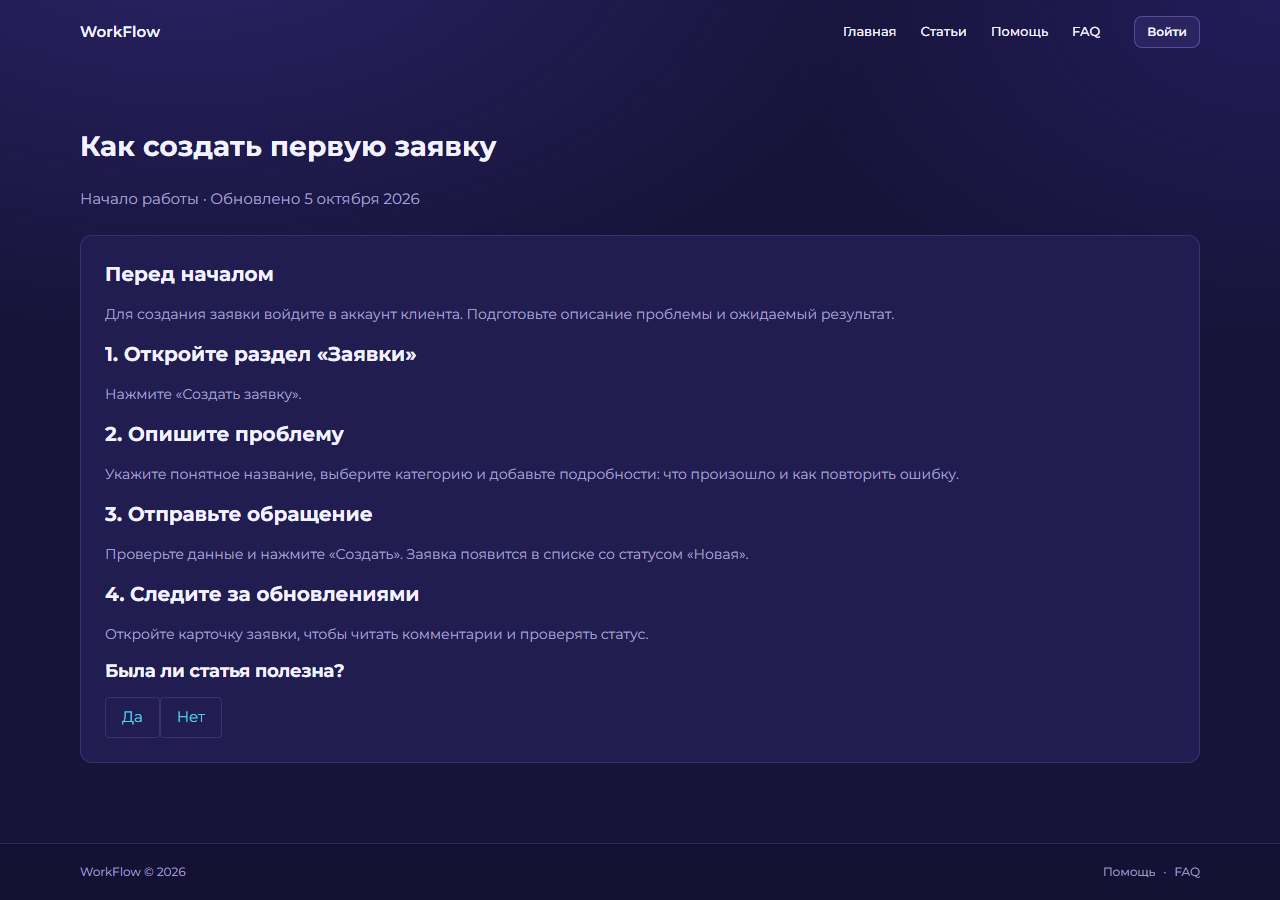 WorkFlow
Главная Статьи Помощь FAQ Войти
Как создать первую заявку
Начало работы · Обновлено 5 октября 2026
Перед началом
Для создания заявки войдите в аккаунт клиента. Подготовьте описание проблемы и ожидаемый результат.
1. Откройте раздел «Заявки»
Нажмите «Создать заявку».
2. Опишите проблему
Укажите понятное название, выберите категорию и добавьте подробности: что произошло и как повторить ошибку.
3. Отправьте обращение
Проверьте данные и нажмите «Создать». Заявка появится в списке со статусом «Новая».
4. Следите за обновлениями
Откройте карточку заявки, чтобы читать комментарии и проверять статус.
Была ли статья полезна?
Да Нет
WorkFlow © 2026
Помощь · FAQ